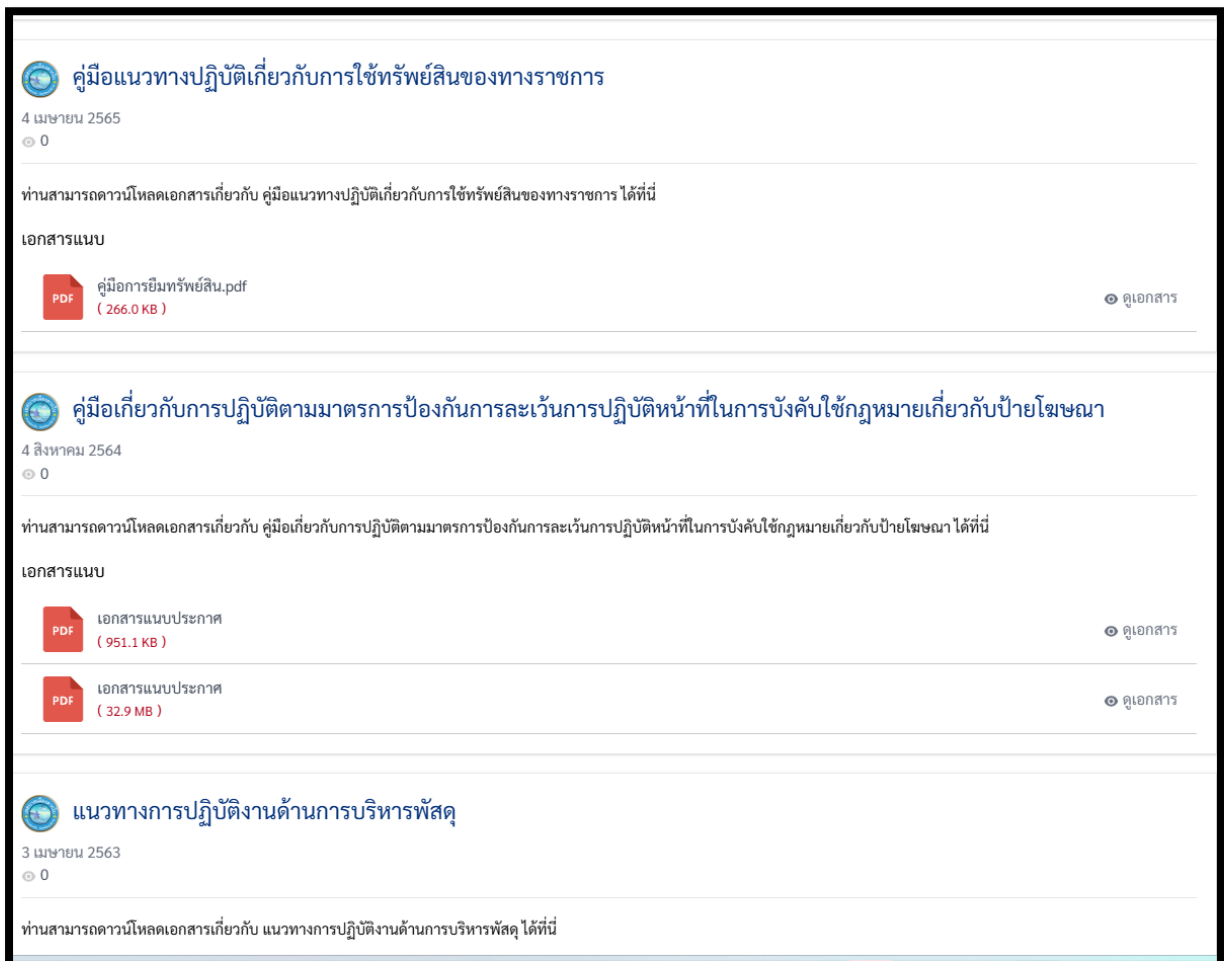 คู่มือแนวทางปฏิบัติเกี่ยวกับการใช้ทรัพย์สินของทางราชการ
4 เมษายน 2565
0
ท่านสามารถดาวน์โหลดเอกสารเกี่ยวกับ คู่มือแนวทางปฏิบัติเกี่ยวกับการใช้ทรัพย์สินของทางราชการ ได้ที่นี่
เอกสารแนบ
PDF คู่มือการยืมทรัพย์สิน.pdf
( 266.0 KB )
ดูเอกสาร
คู่มือเกี่ยวกับการปฏิบัติตามมาตรการป้องกันการละเว้นการปฏิบัติหน้าที่ในการบังคับใช้กฎหมายเกี่ยวกับป้ายโฆษณา
4 สิงหาคม 2564
0
ท่านสามารถดาวน์โหลดเอกสารเกี่ยวกับ คู่มือเกี่ยวกับการปฏิบัติตามมาตรการป้องกันการละเว้นการปฏิบัติหน้าที่ในการบังคับใช้กฎหมายเกี่ยวกับป้ายโฆษณา ได้ที่นี่
เอกสารแนบ
PDF เอกสารแนบประกาศ
( 951.1 KB )
ดูเอกสาร
PDF เอกสารแนบประกาศ
( 32.9 MB )
ดูเอกสาร
แนวทางการปฏิบัติงานด้านการบริหารพัสดุ
3 เมษายน 2563
0
ท่านสามารถดาวน์โหลดเอกสารเกี่ยวกับ แนวทางการปฏิบัติงานด้านการบริหารพัสดุ ได้ที่นี่